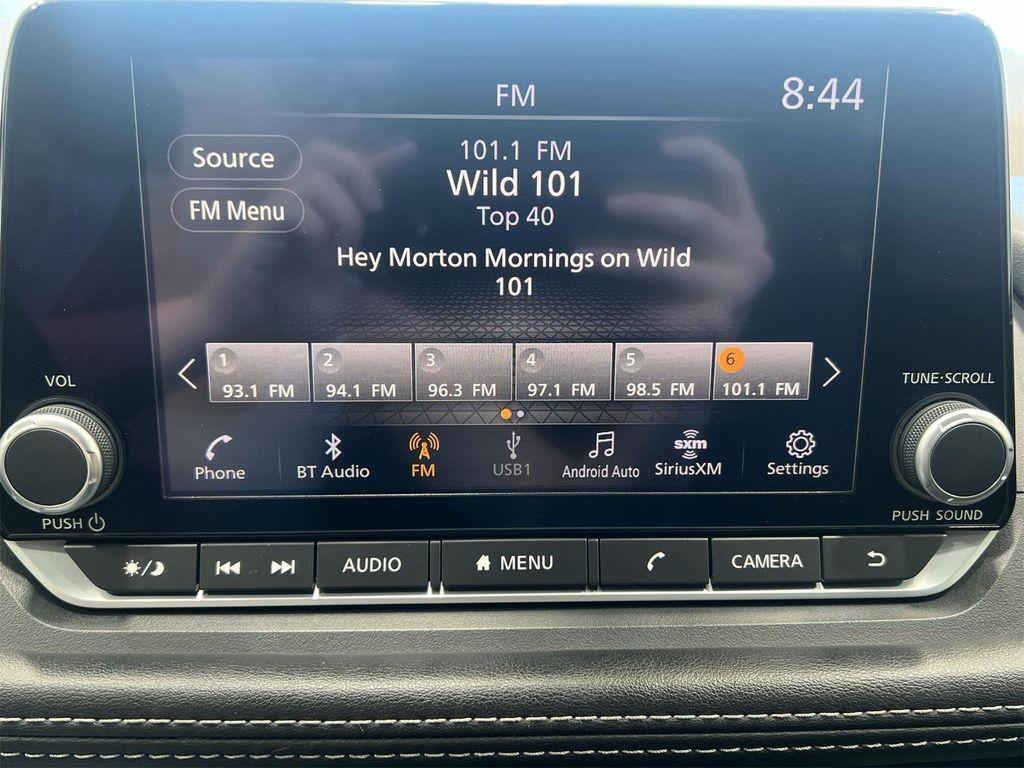 FM
8:44
Source
FM Menu
101.1 FM
Wild 101
Top 40
Hey Morton Mornings on Wild
101
1
93.1 FM
2
94.1 FM
3
96.3 FM
4
97.1 FM
5
98.5 FM
6
101.1 FM
VOL
TUNE·SCROLL
Phone
BT Audio
FM
USB1
Android Auto
sxm
SiriusXM
Settings
PUSH
PUSH SOUND
AUDIO
MENU
CAMERA